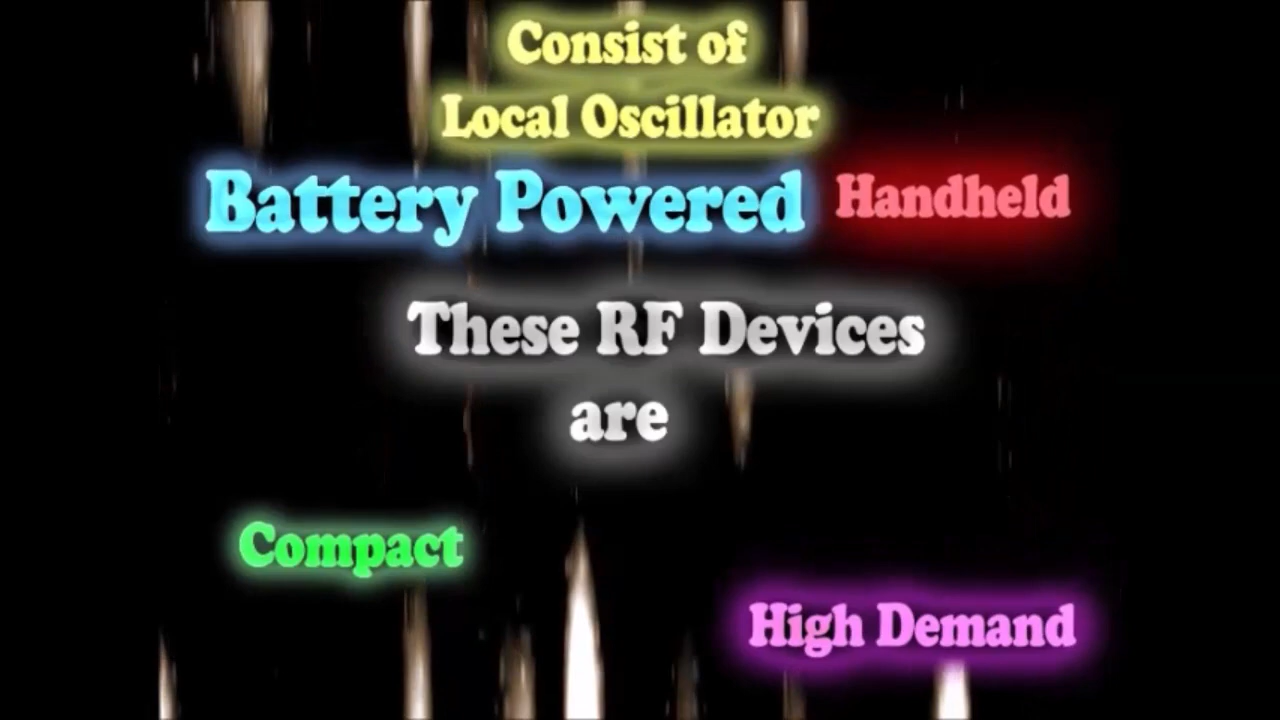 Consist of
Local Oscillator
Battery Powered
Handheld
These RF Devices
are
Compact
High Demand